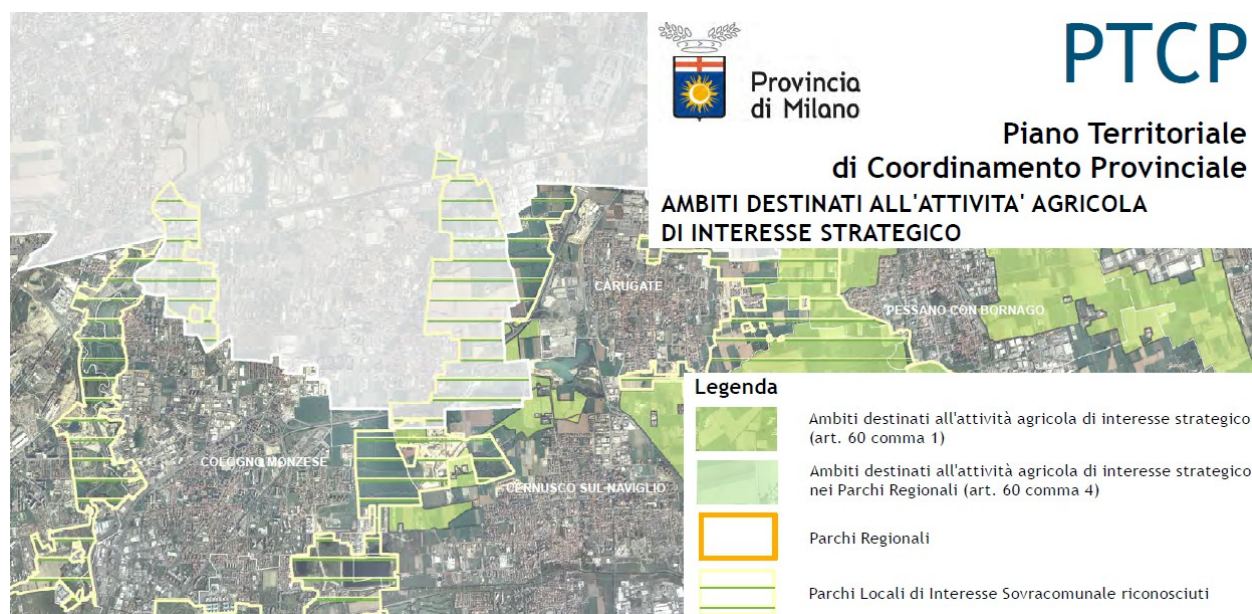 PTCP
Provincia
di Milano
Piano Territoriale
di Coordinamento Provinciale
AMBITI DESTINATI ALL'ATTIVITA' AGRICOLA
DI INTERESSE STRATEGICO
CARUGATE
PESSANO CON BORNAGO
COLOGNO MONZESE
CERNUSCO SUL NAVIGLIO
Legenda
Ambiti destinati all'attività agricola di interesse strategico
(art. 60 comma 1)
Ambiti destinati all'attività agricola di interesse strategico
nei Parchi Regionali (art. 60 comma 4)
Parchi Regionali
Parchi Locali di Interesse Sovracomunale riconosciuti